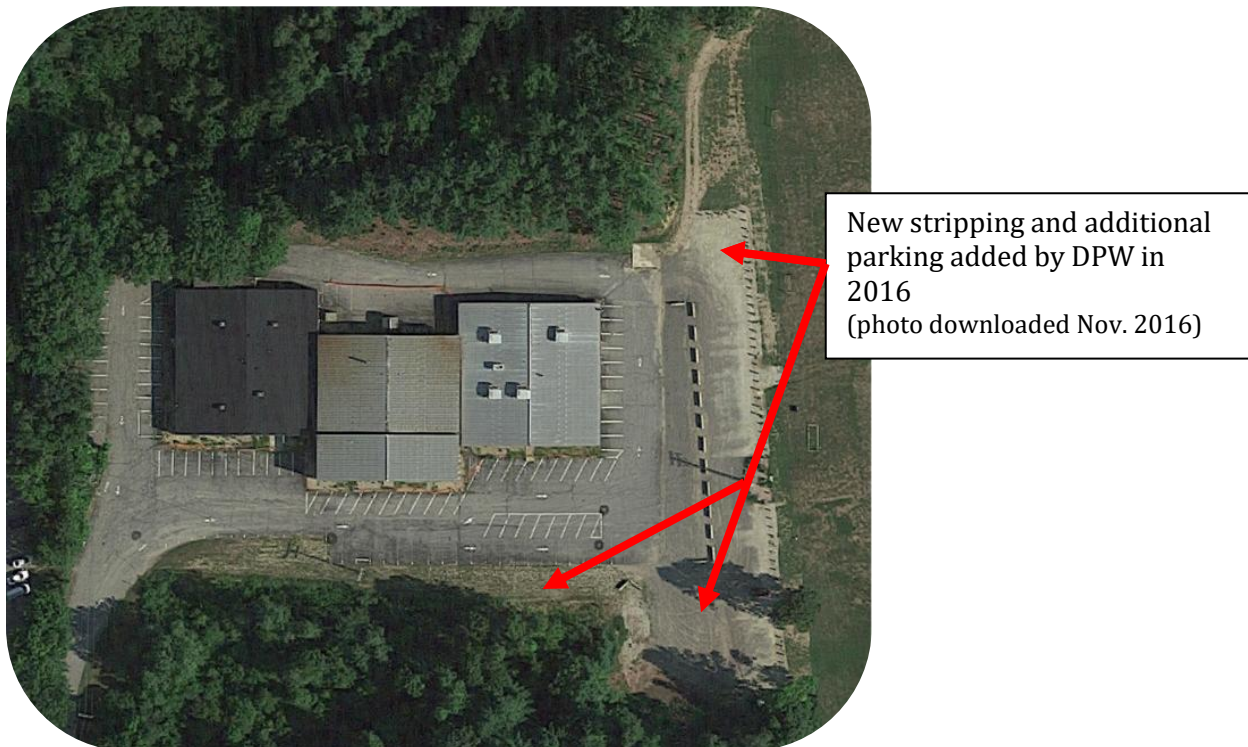 New stripping and additional
parking added by DPW in
2016
(photo downloaded Nov. 2016)